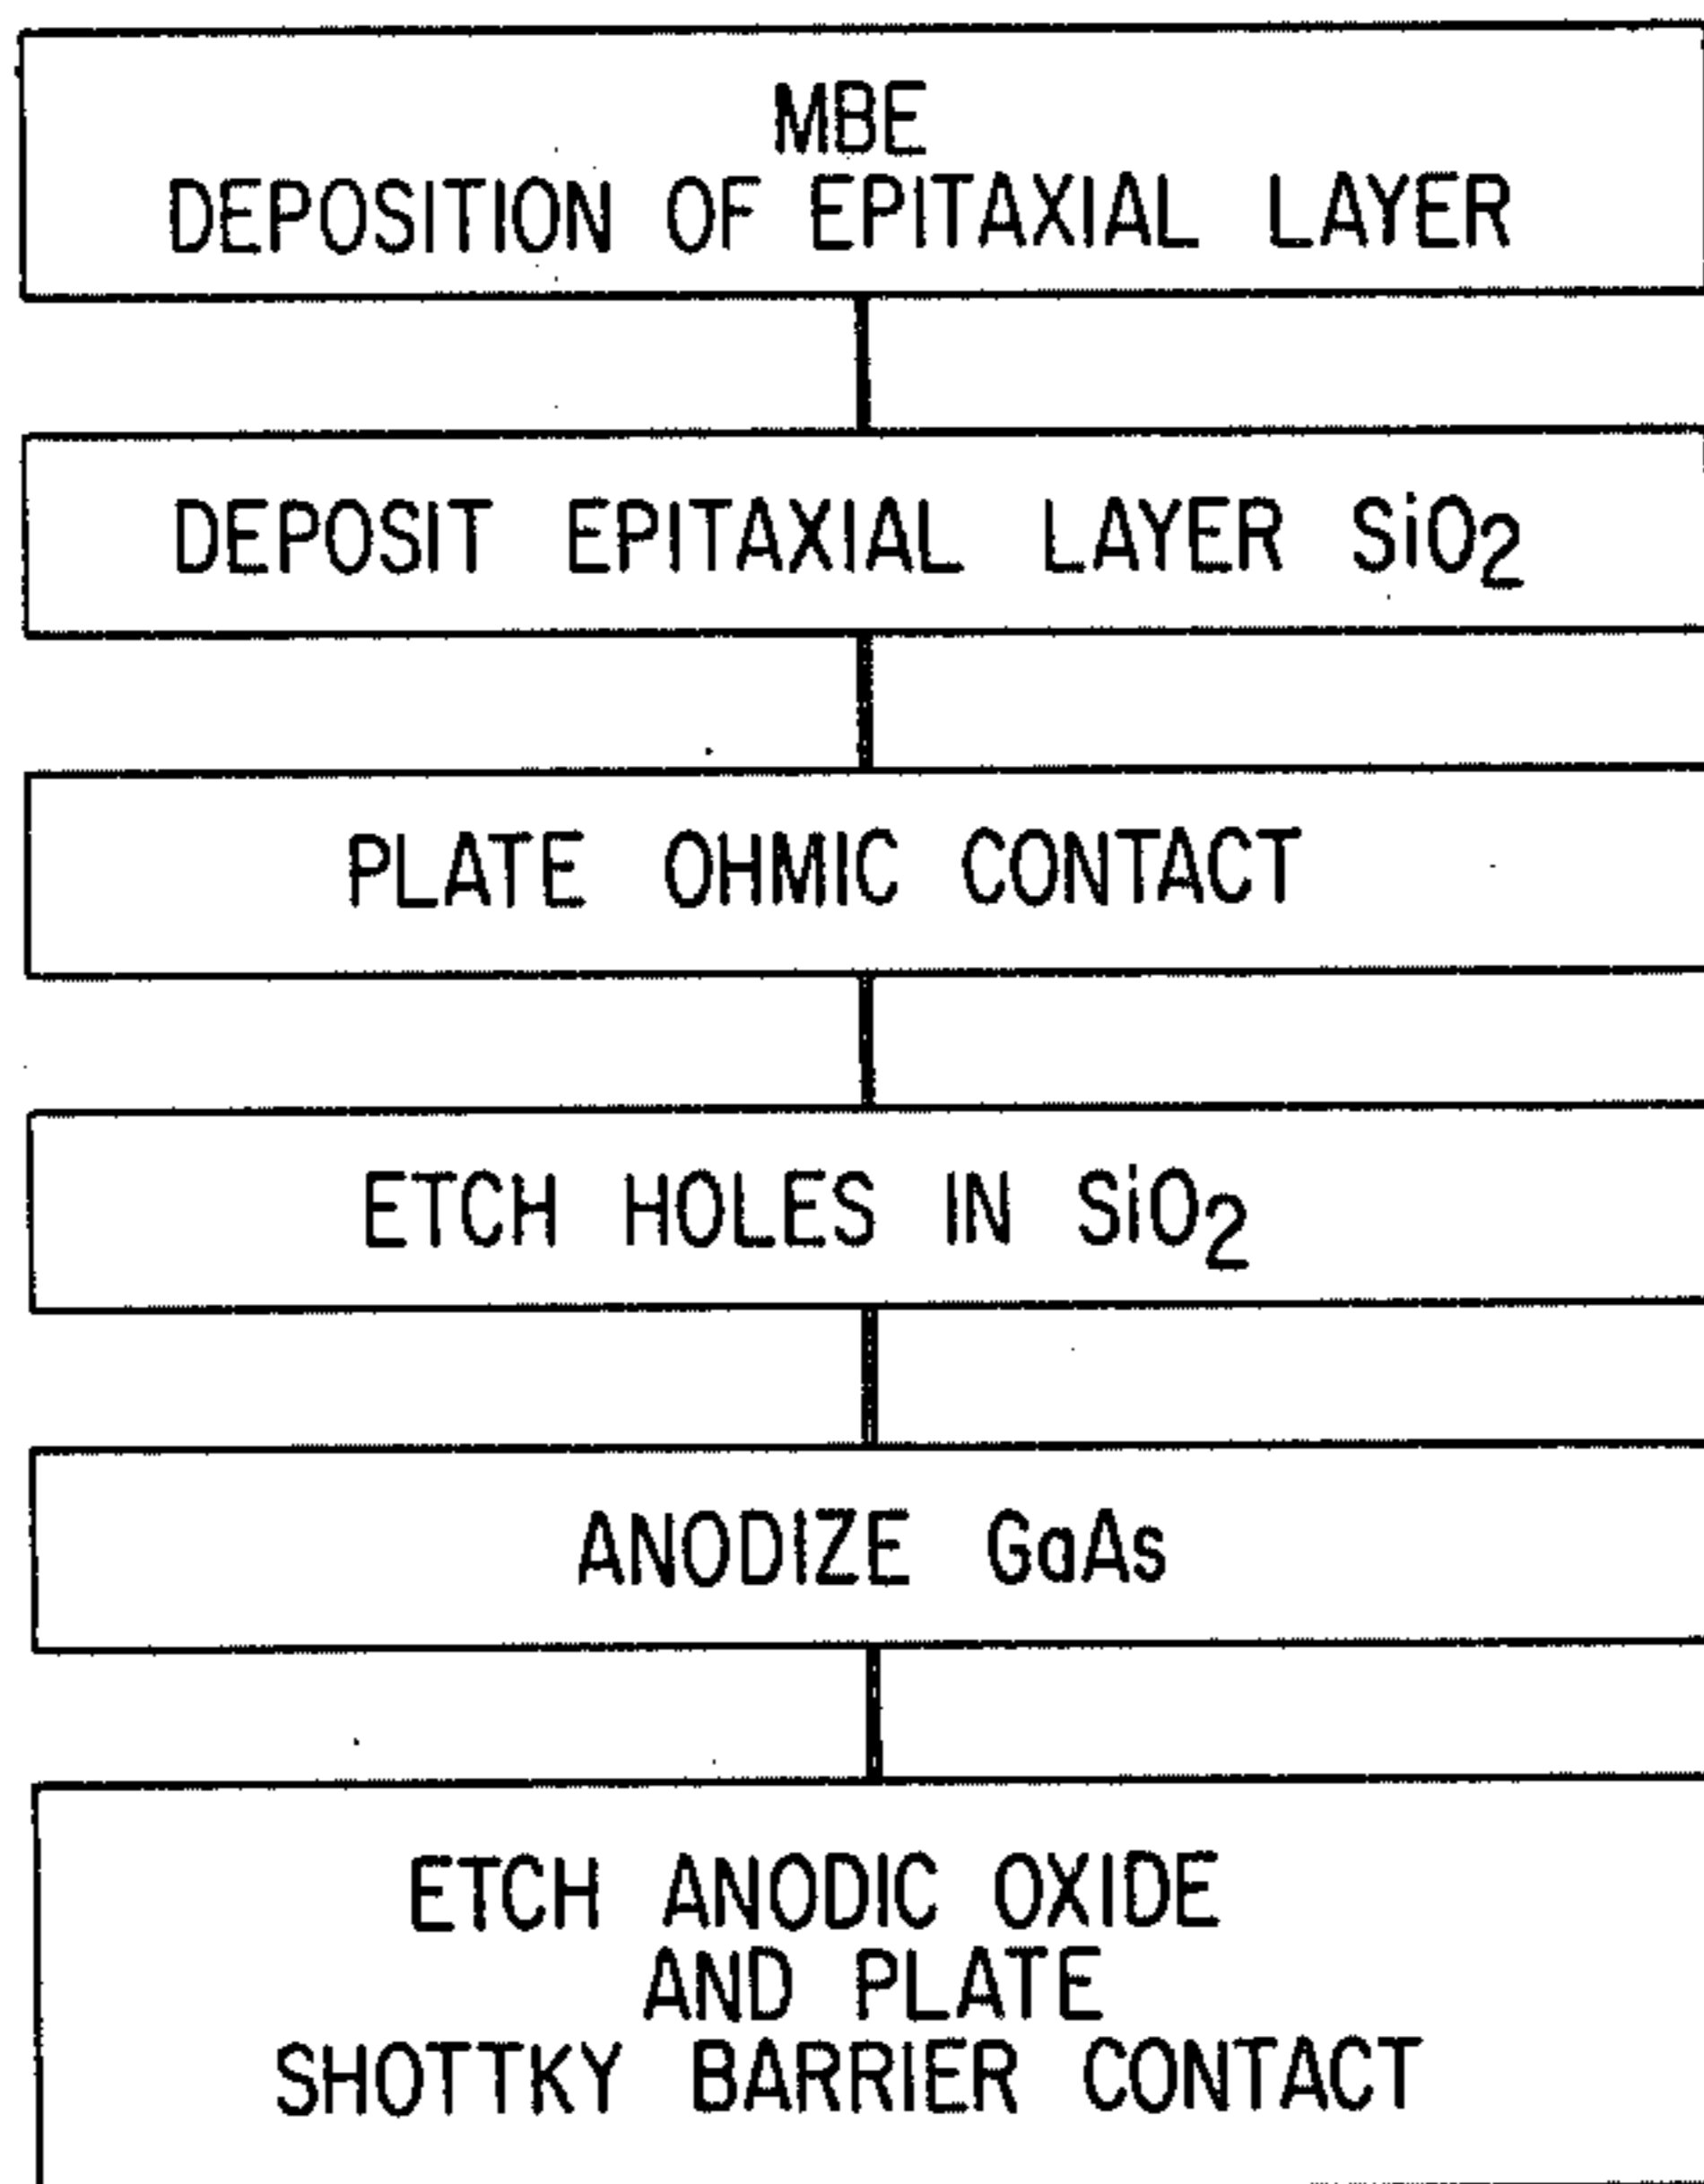 MBE
DEPOSITION OF EPITAXIAL LAYER
DEPOSIT EPITAXIAL LAYER SiO₂
PLATE OHMIC CONTACT
ETCH HOLES IN SiO₂
ANODIZE GaAs
ETCH ANODIC OXIDE
AND PLATE
SHOTTKY BARRIER CONTACT